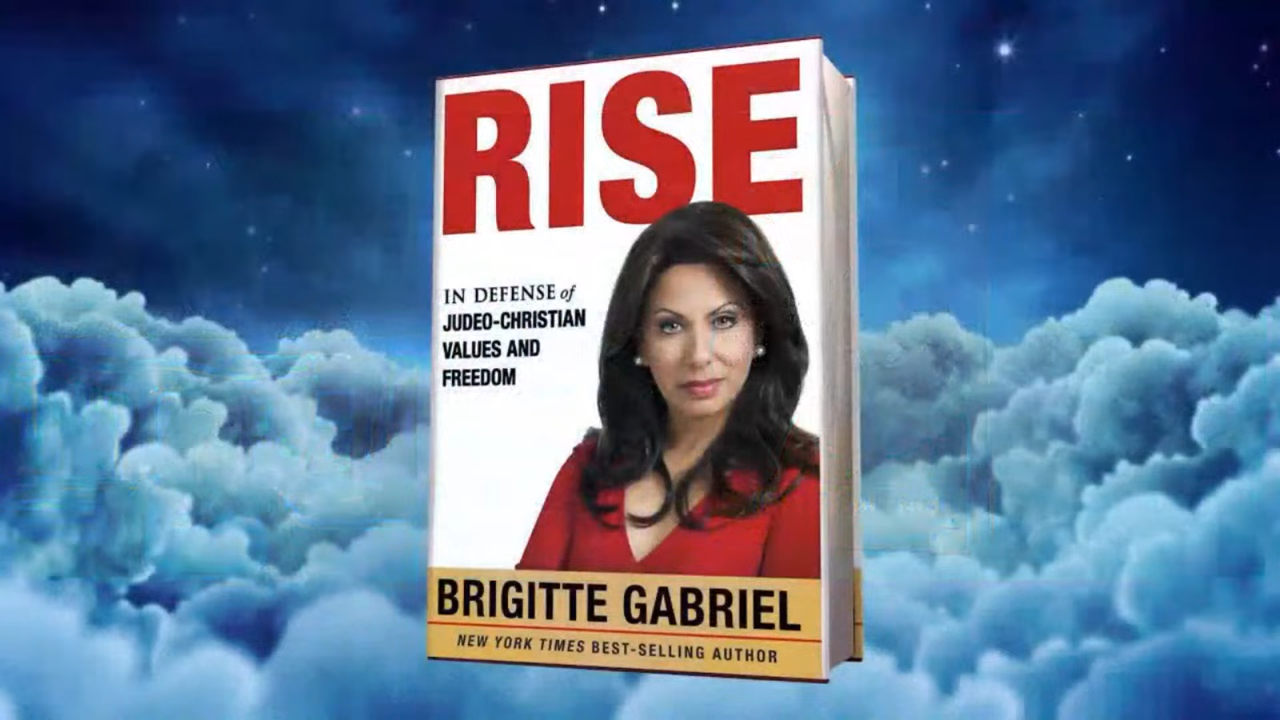 RISE
IN DEFENSE of
JUDEO-CHRISTIAN
VALUES AND
FREEDOM
BRIGITTE GABRIEL
NEW YORK TIMES BEST-SELLING AUTHOR